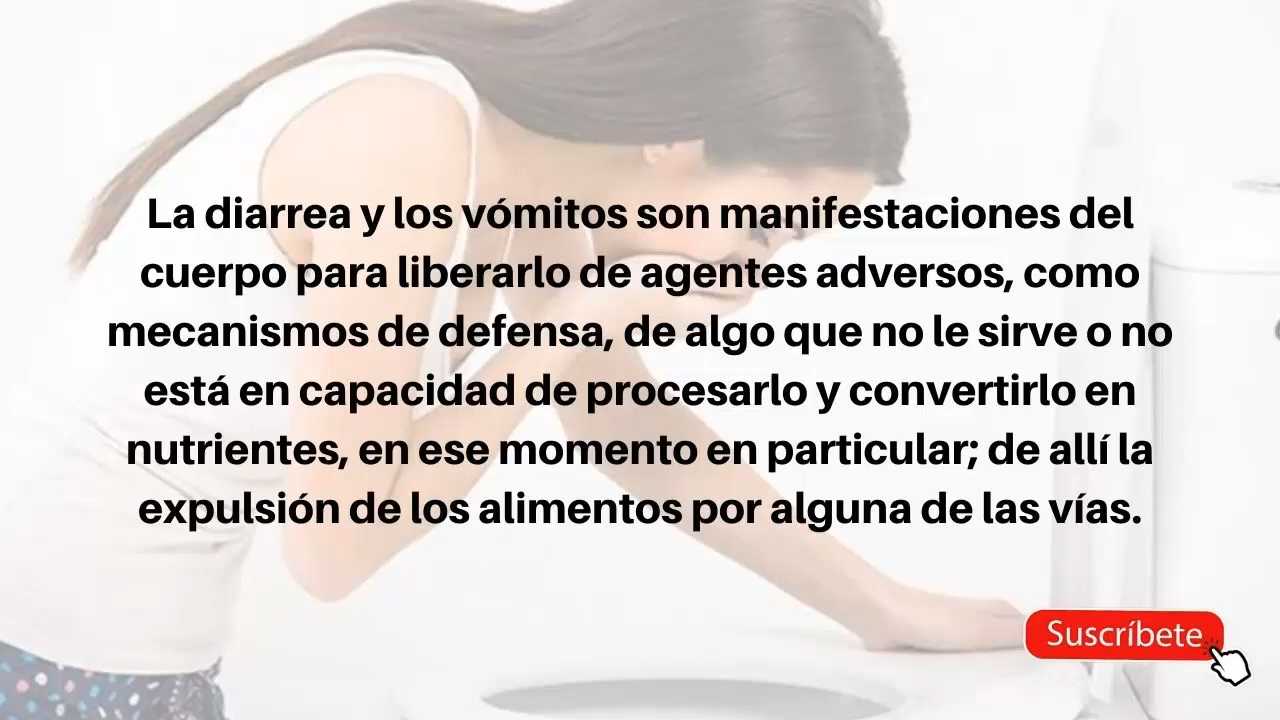 La diarrea y los vómitos son manifestaciones del
cuerpo para liberarlo de agentes adversos, como
mecanismos de defensa, de algo que no le sirve o no
está en capacidad de procesarlo y convertirlo en
nutrientes, en ese momento en particular; de allí la
expulsión de los alimentos por alguna de las vías.
Suscríbete